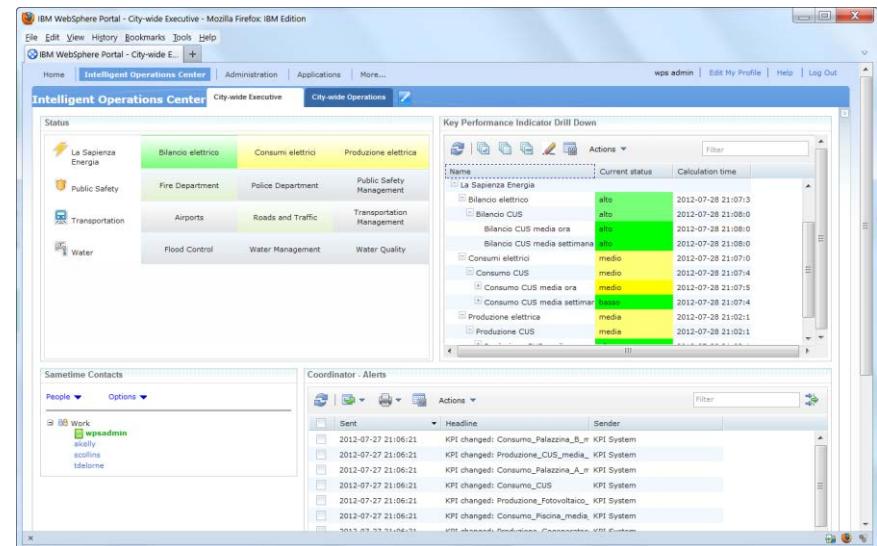 IBM WebSphere Portal - City-wide Executive - Mozilla Firefox: IBM Edition
File Edit View History Bookmarks Tools Help
IBM WebSphere Portal - City-wide E... +
Home Intelligent Operations Center Administration Applications More... wps admin Edit My Profile Help Log Out
Intelligent Operations Center City-wide Executive City-wide Operations
Status
La Sapienza Energia Bilancio elettrico Consumi elettrici Produzione elettrica
Public Safety Fire Department Police Department Public Safety Management
Transportation Airports Roads and Traffic Transportation Management
Water Flood Control Water Management Water Quality
Key Performance Indicator Drill Down
Actions Filter
Name Current status Calculation time
La Sapienza Energia
Bilancio elettrico alto 2012-07-28 21:07:3
Bilancio CUS alto 2012-07-28 21:08:0
Bilancio CUS media ora alto 2012-07-28 21:08:0
Bilancio CUS media settimana alto 2012-07-28 21:08:0
Consumi elettrici medio 2012-07-28 21:07:0
Consumo CUS medio 2012-07-28 21:07:4
Consumo CUS media ora medio 2012-07-28 21:07:5
Consumo CUS media settimar basso 2012-07-28 21:07:4
Produzione elettrica media 2012-07-28 21:02:1
Produzione CUS media 2012-07-28 21:02:1
Sametime Contacts
People Options
Work
wpsadmin
akelly
scollins
tdelorne
Coordinator - Alerts
Actions Filter
Sent Headline Sender
2012-07-27 21:06:21 KPI changed: Consumo_Palazzina_B_m KPI System
2012-07-27 21:06:21 KPI changed: Produzione_CUS_media_ KPI System
2012-07-27 21:06:21 KPI changed: Consumo_Palazzina_A_m KPI System
2012-07-27 21:06:21 KPI changed: Consumo_CUS KPI System
2012-07-27 21:06:21 KPI changed: Produzione_Fotovoltaico_ KPI System
2012-07-27 21:06:21 KPI changed: Consumo_Piscina_media_ KPI System